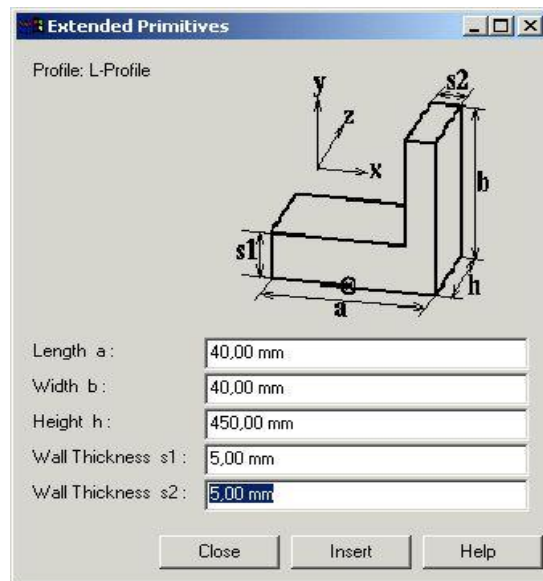 Extended Primitives
Profile: L-Profile
y
z
x
s2
b
s1
h
a
Length a :
40,00 mm
Width b :
40,00 mm
Height h :
450,00 mm
Wall Thickness s1 :
5,00 mm
Wall Thickness s2 :
5,00 mm
Close
Insert
Help